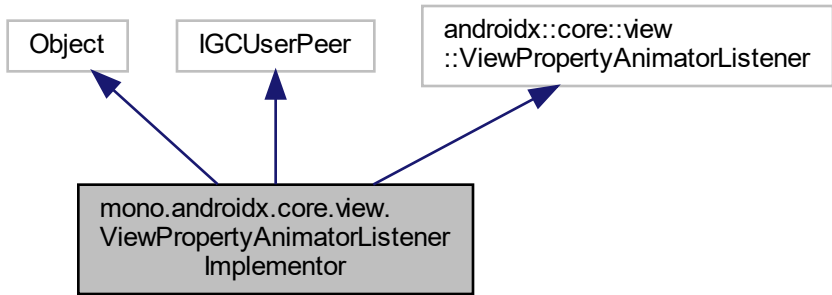 Object
IGCUserPeer
androidx::core::view
::ViewPropertyAnimatorListener
mono.androidx.core.view.
ViewPropertyAnimatorListener
Implementor